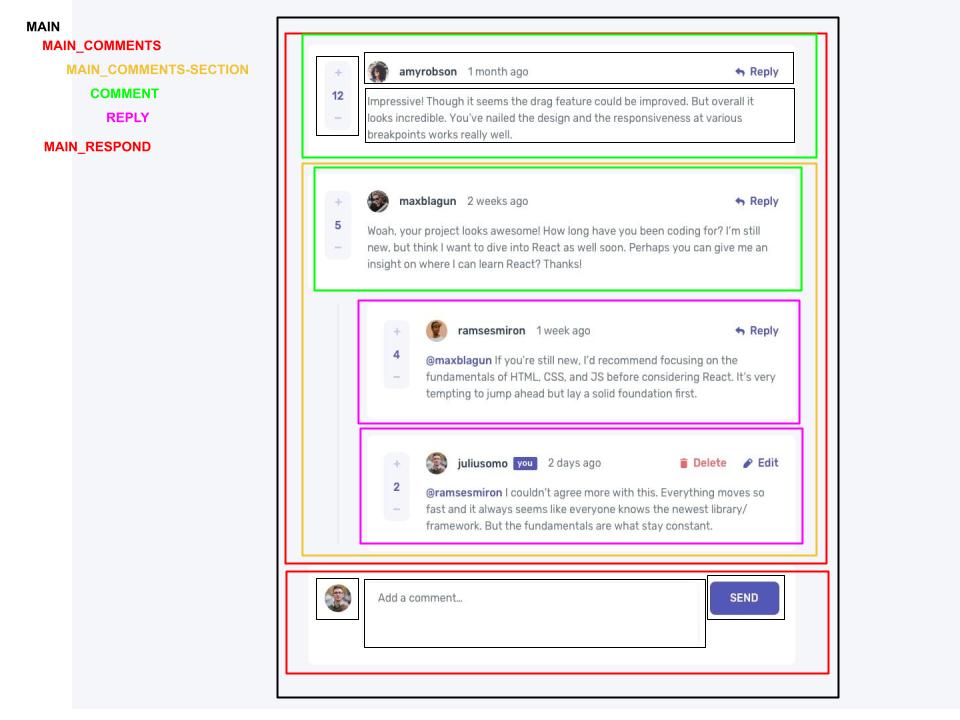 MAIN
MAIN_COMMENTS
MAIN_COMMENTS-SECTION
COMMENT
REPLY
MAIN_RESPOND
+
12
−
amyrobson 1 month ago Reply
Impressive! Though it seems the drag feature could be improved. But overall it
looks incredible. You've nailed the design and the responsiveness at various
breakpoints works really well.
+
5
−
maxblagun 2 weeks ago Reply
Woah, your project looks awesome! How long have you been coding for? I'm still
new, but think I want to dive into React as well soon. Perhaps you can give me an
insight on where I can learn React? Thanks!
+
4
−
ramsesmiron 1 week ago Reply
@maxblagun If you're still new, I'd recommend focusing on the
fundamentals of HTML, CSS, and JS before considering React. It's very
tempting to jump ahead but lay a solid foundation first.
+
2
−
juliusomo you 2 days ago Delete Edit
@ramsesmiron I couldn't agree more with this. Everything moves so
fast and it always seems like everyone knows the newest library/
framework. But the fundamentals are what stay constant.
Add a comment…
SEND